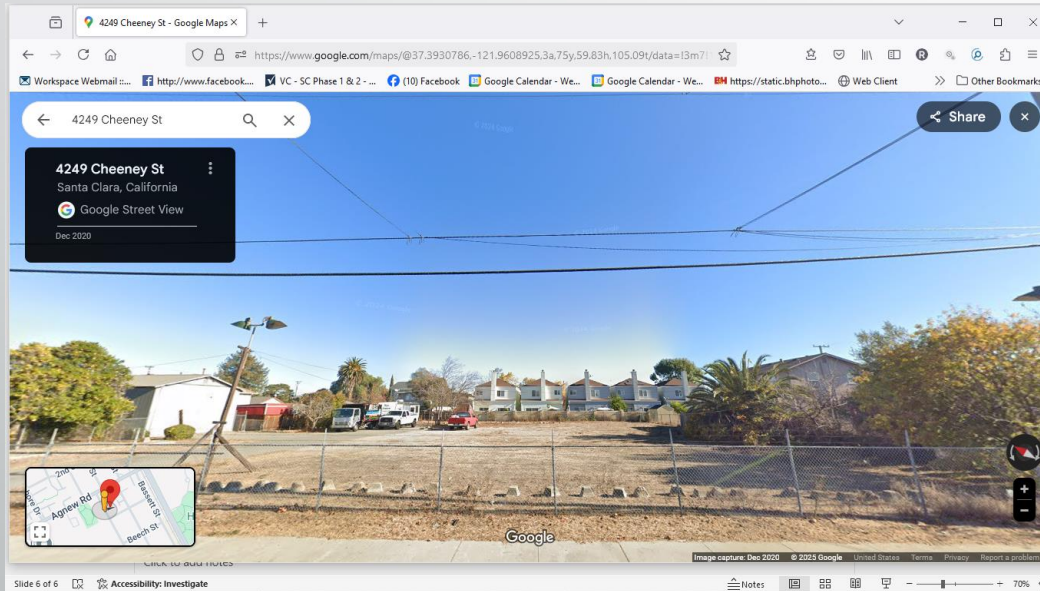 4249 Cheeney St - Google Maps
https://www.google.com/maps/@37.3930786,-121.9608925,3a,75y,59.83h,105.09t/data=!3m7!
Workspace Webmail ::...
http://www.facebook....
VC - SC Phase 1 & 2 - ...
(10) Facebook
Google Calendar - We...
Google Calendar - We...
BH https://static.bhphoto...
Web Client
Other Bookmarks
4249 Cheeney St
Share
4249 Cheeney St
Santa Clara, California
G Google Street View
Dec 2020
2nd
St
Agnew Rd
Bassett St
Beech St
Google
Image capture: Dec 2020 © 2025 Google United States Terms Privacy Report a problem
Click to add notes
Slide 6 of 6 Accessibility: Investigate
Notes
70%